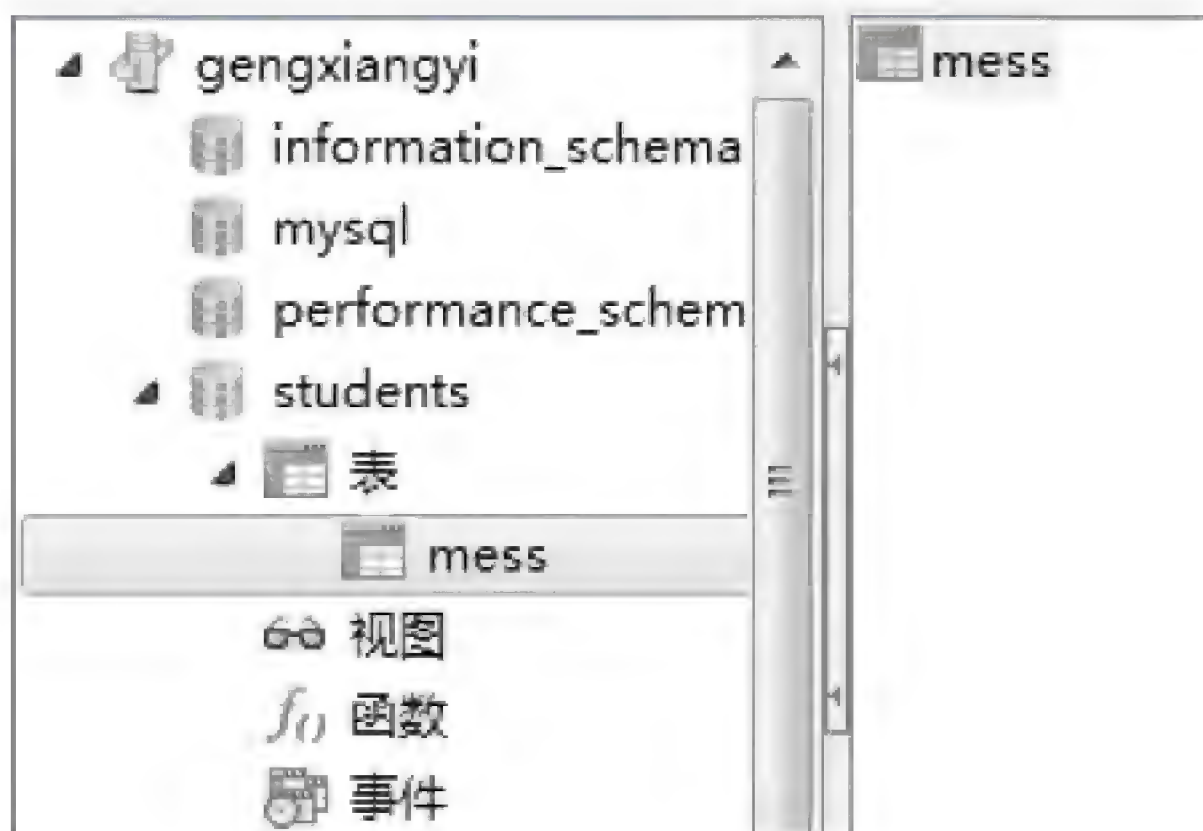 gengxiangyi
information_schema
mysql
performance_schem
students
表
mess
视图
f()
函数
事件
mess